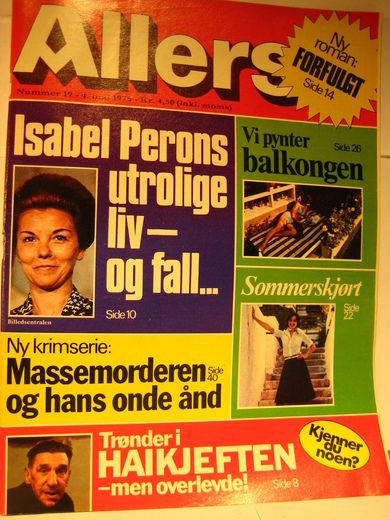 Allers
Ny
roman:
FORFULGT
Side 14
Nummer 19 - 4. mai 1976 - Kr. 4,50 (inkl. moms)
Isabel Perons
utrolige
liv—
og fall...
Side 10
Billedsentralen
Vi pynter
Side 26
balkongen
Sommerskjørt
Side
22
Ny krimserie:
Massemorderen
Side
40
og hans onde ånd
Trønder i
HAIKJEFTEN
–men overlevde!
Side 8
Kjenner
du
noen?